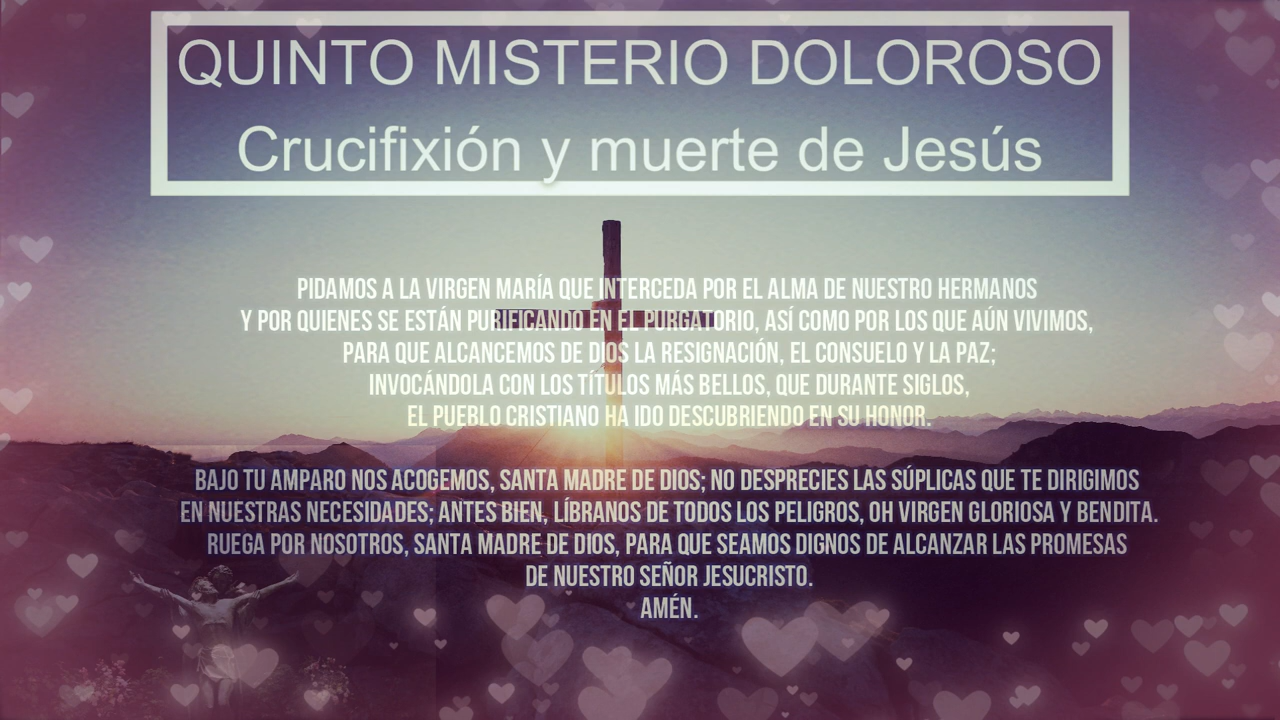 QUINTO MISTERIO DOLOROSO
Crucifixión y muerte de Jesús
PIDAMOS A LA VIRGEN MARÍA QUE INTERCEDA POR EL ALMA DE NUESTRO HERMANOS
Y POR QUIENES SE ESTÁN PURIFICANDO EN EL PURGATORIO, ASÍ COMO POR LOS QUE AÚN VIVIMOS,
PARA QUE ALCANCEMOS DE DIOS LA RESIGNACIÓN, EL CONSUELO Y LA PAZ;
INVOCÁNDOLA CON LOS TÍTULOS MÁS BELLOS, QUE DURANTE SIGLOS,
EL PUEBLO CRISTIANO HA IDO DESCUBRIENDO EN SU HONOR.
BAJO TU AMPARO NOS ACOGEMOS, SANTA MADRE DE DIOS; NO DESPRECIES LAS SÚPLICAS QUE TE DIRIGIMOS
EN NUESTRAS NECESIDADES; ANTES BIEN, LÍBRANOS DE TODOS LOS PELIGROS, OH VIRGEN GLORIOSA Y BENDITA.
RUEGA POR NOSOTROS, SANTA MADRE DE DIOS, PARA QUE SEAMOS DIGNOS DE ALCANZAR LAS PROMESAS
DE NUESTRO SEÑOR JESUCRISTO.
AMÉN.